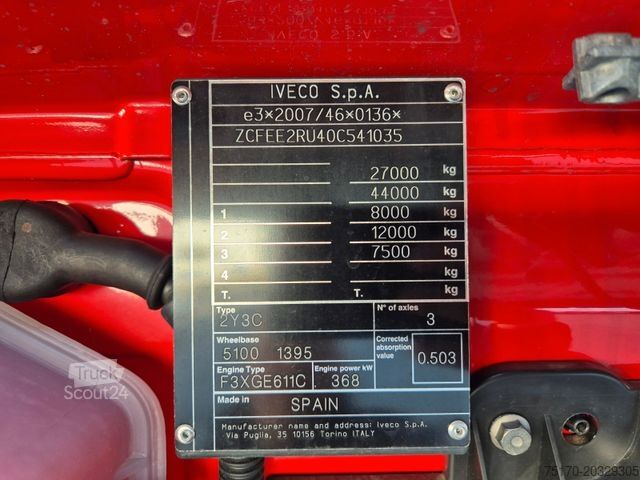 IVECO S.p.A.
e3*2007/46*0136*
ZCFEE2RU40C541035
27000 kg
44000 kg
1 8000 kg
2 12000 kg
3 7500 kg
4 kg
T. T. kg
Type N° of axles
2Y3C 3
Wheelbase Corrected absorption value
5100 1395 0.503
Engine Type Engine power kW
F3XGE611C . 368
Made in SPAIN
Manufacturer name and address: Iveco S.p.A.
Via Puglia, 35 10156 Torino ITALY
Truck
Scout24
75170-20329305